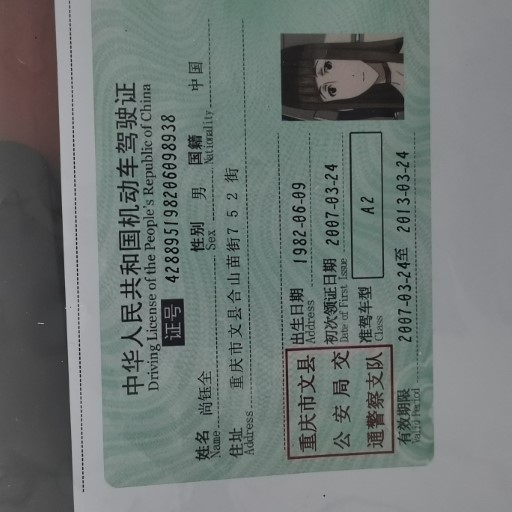 中华人民共和国机动车驾驶证
Driving License of the People's Republic of China
证号 428895198206098938
姓名 尚钰全 性别 男 国籍 中国
Name Sex Nationality
住址 重庆市文县合山苗街752街
Address
出生日期 1982-06-09
Address
初次领证日期 2007-03-24
Date of First Issue
准驾车型 A2
Class
重庆市文县
公安局交
通警察支队
有效期限 2007-03-24至 2013-03-24
Valid Period